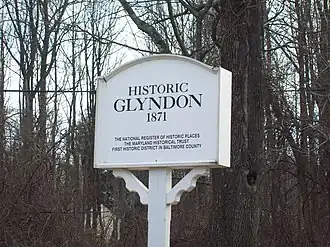 HISTORIC
GLYNDON
1871
THE NATIONAL REGISTER OF HISTORIC PLACES
THE MARYLAND HISTORICAL TRUST
FIRST HISTORIC DISTRICT IN BALTIMORE COUNTY